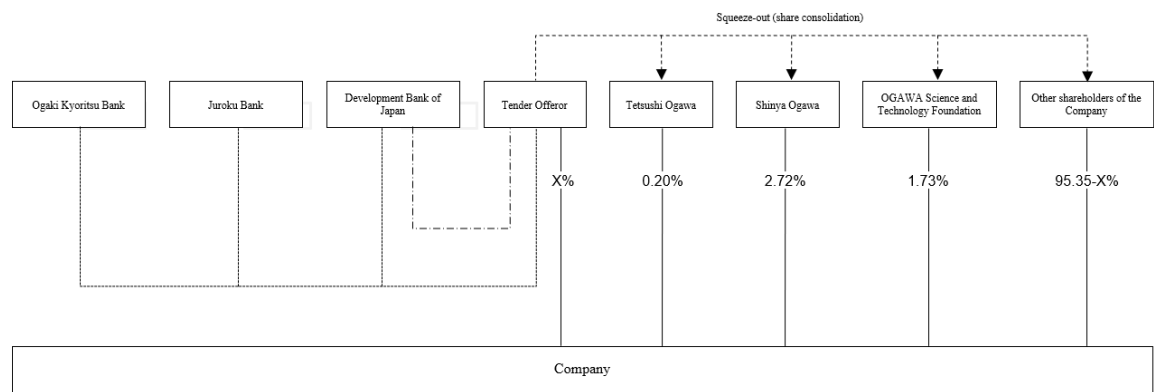 Squeeze-out (share consolidation)
Ogaki Kyoritsu Bank
Juroku Bank
Development Bank of
Japan
Tender Offeror
Tetsushi Ogawa
Shinya Ogawa
OGAWA Science and
Technology Foundation
Other shareholders of the
Company
X%
0.20%
2.72%
1.73%
95.35-X%
Company